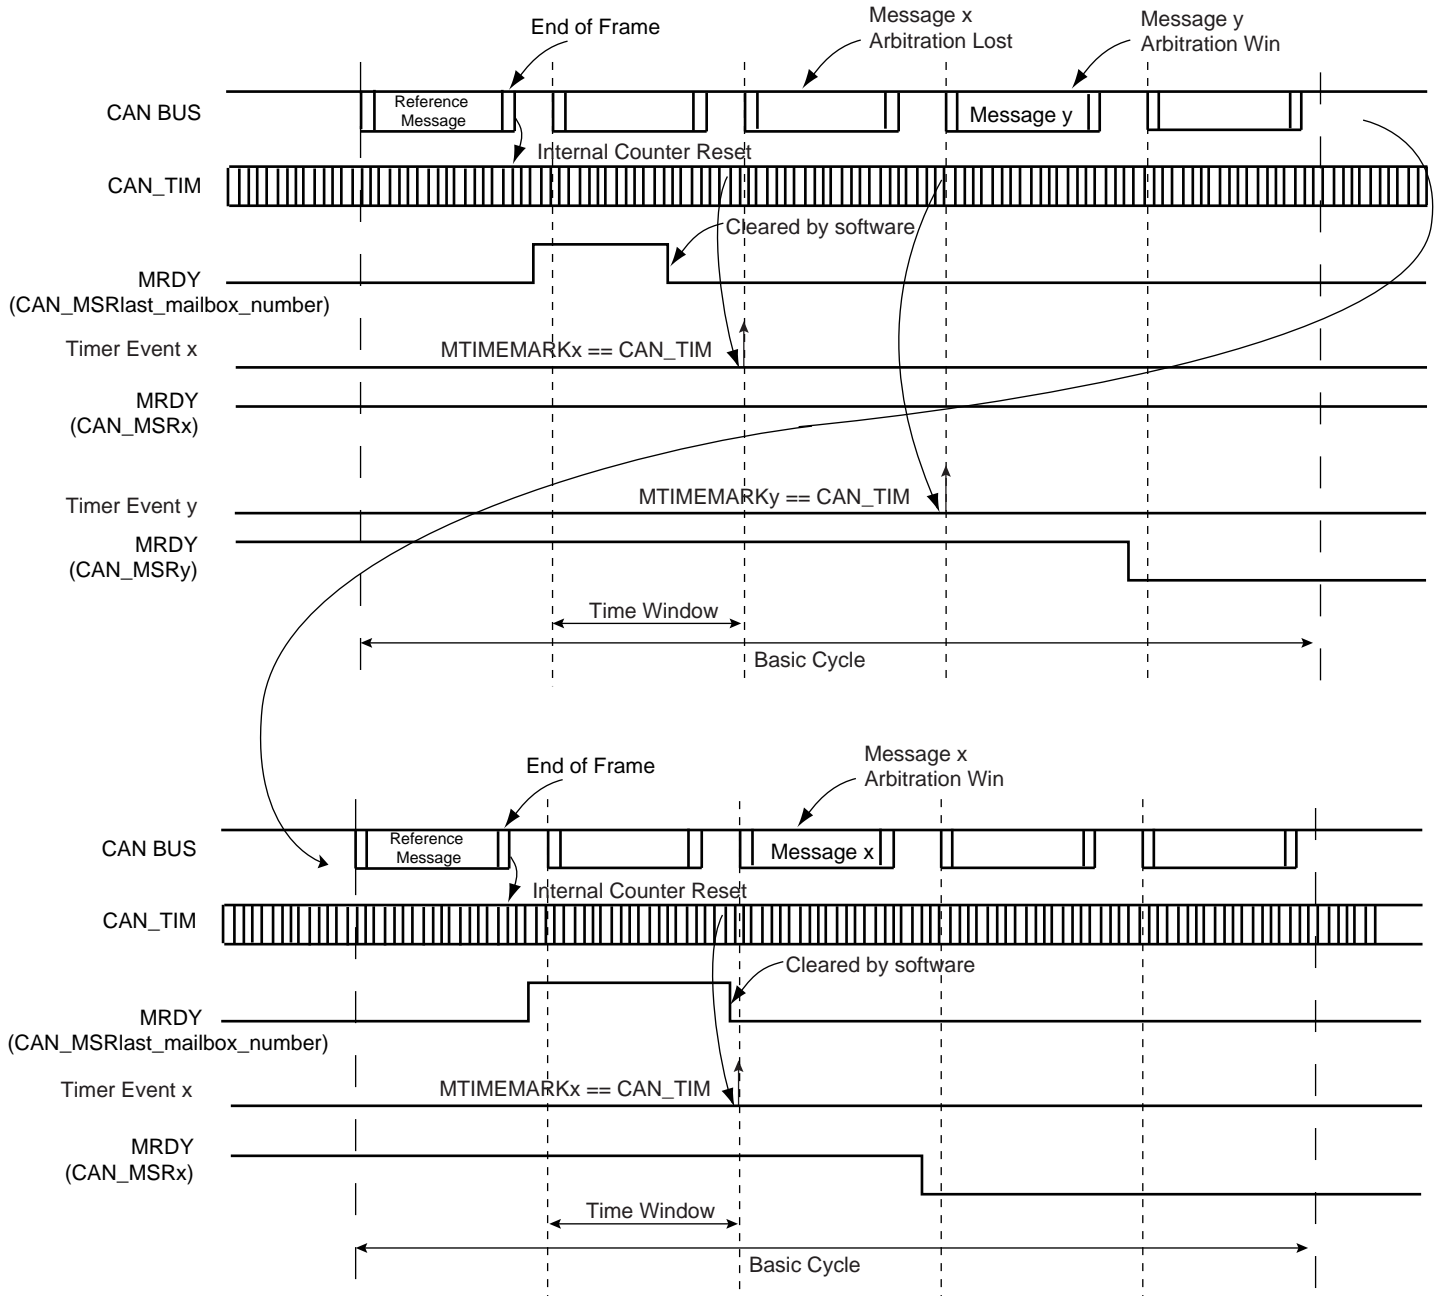 End of Frame
Message x
Arbitration Lost
Message y
Arbitration Win
CAN BUS
Reference
Message
Message y
Internal Counter Reset
CAN_TIM
Cleared by software
MRDY
(CAN_MSRlast_mailbox_number)
Timer Event x
MTIMEMARKx == CAN_TIM
MRDY
(CAN_MSRx)
Timer Event y
MTIMEMARKy == CAN_TIM
MRDY
(CAN_MSRy)
Time Window
Basic Cycle
End of Frame
Message x
Arbitration Win
CAN BUS
Reference
Message
Message x
Internal Counter Reset
CAN_TIM
Cleared by software
MRDY
(CAN_MSRlast_mailbox_number)
Timer Event x
MTIMEMARKx == CAN_TIM
MRDY
(CAN_MSRx)
Time Window
Basic Cycle